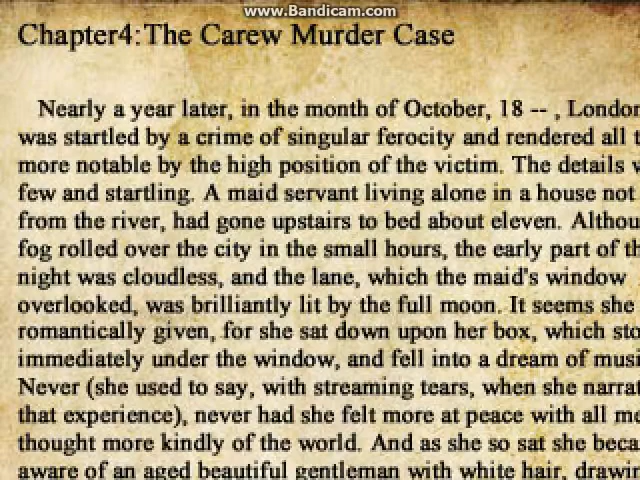 www.Bandicam.com
Chapter4:The Carew Murder Case
Nearly a year later, in the month of October, 18 -- , London
was startled by a crime of singular ferocity and rendered all
more notable by the high position of the victim. The details
few and startling. A maid servant living alone in a house not
from the river, had gone upstairs to bed about eleven.
fog rolled over the city in the small hours, the early part of
night was cloudless, and the lane, which the maid's window
overlooked, was brilliantly lit by the full moon. It seems she
romantically given, for she sat down upon her box, which
immediately under the window, and fell into a dream of
Never (she used to say, with streaming tears, when she
that experience), never had she felt more at peace with all
thought more kindly of the world. And as she so sat she
aware of an aged beautiful gentleman with white hair,